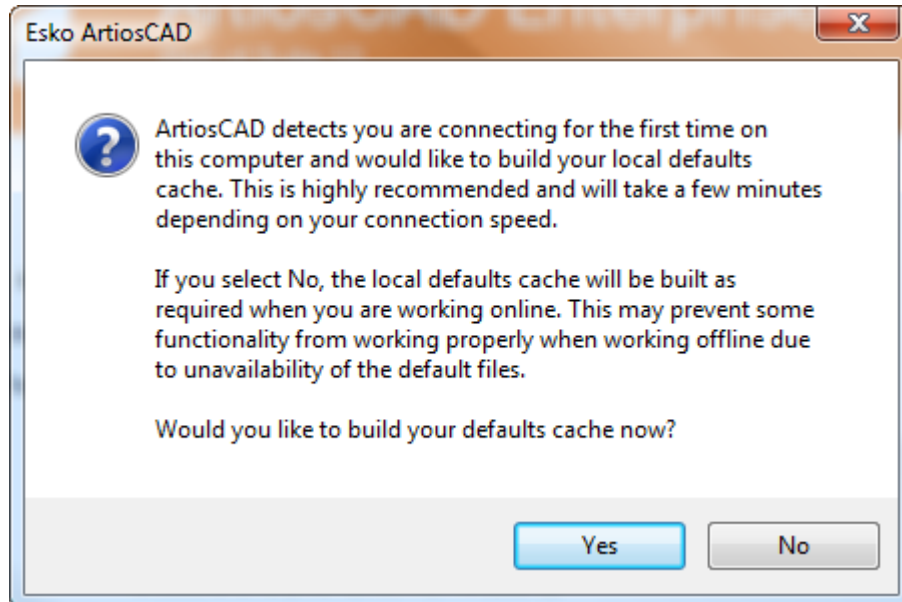 Esko ArtiosCAD
ArtiosCAD detects you are connecting for the first time on
this computer and would like to build your local defaults
cache. This is highly recommended and will take a few minutes
depending on your connection speed.
If you select No, the local defaults cache will be built as
required when you are working online. This may prevent some
functionality from working properly when working offline due
to unavailability of the default files.
Would you like to build your defaults cache now?
Yes No